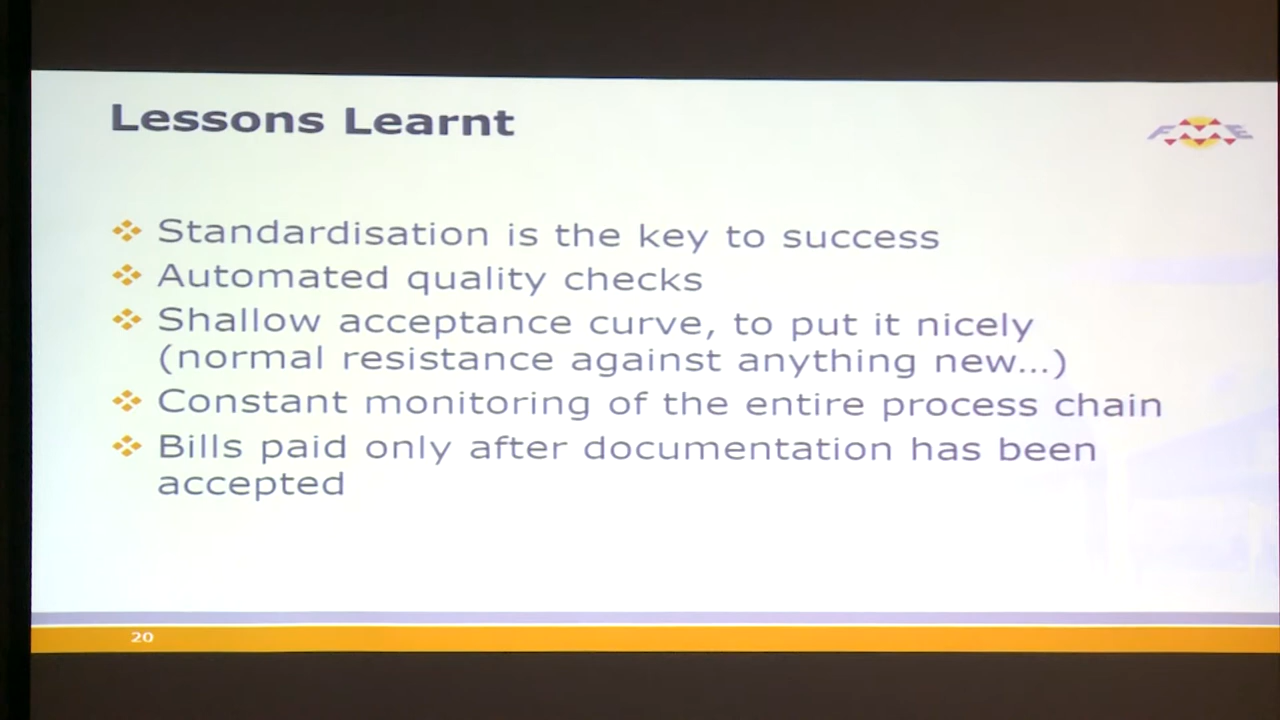 Lessons Learnt
FME
Standardisation is the key to success
Automated quality checks
Shallow acceptance curve, to put it nicely
(normal resistance against anything new...)
Constant monitoring of the entire process chain
Bills paid only after documentation has been
accepted
20